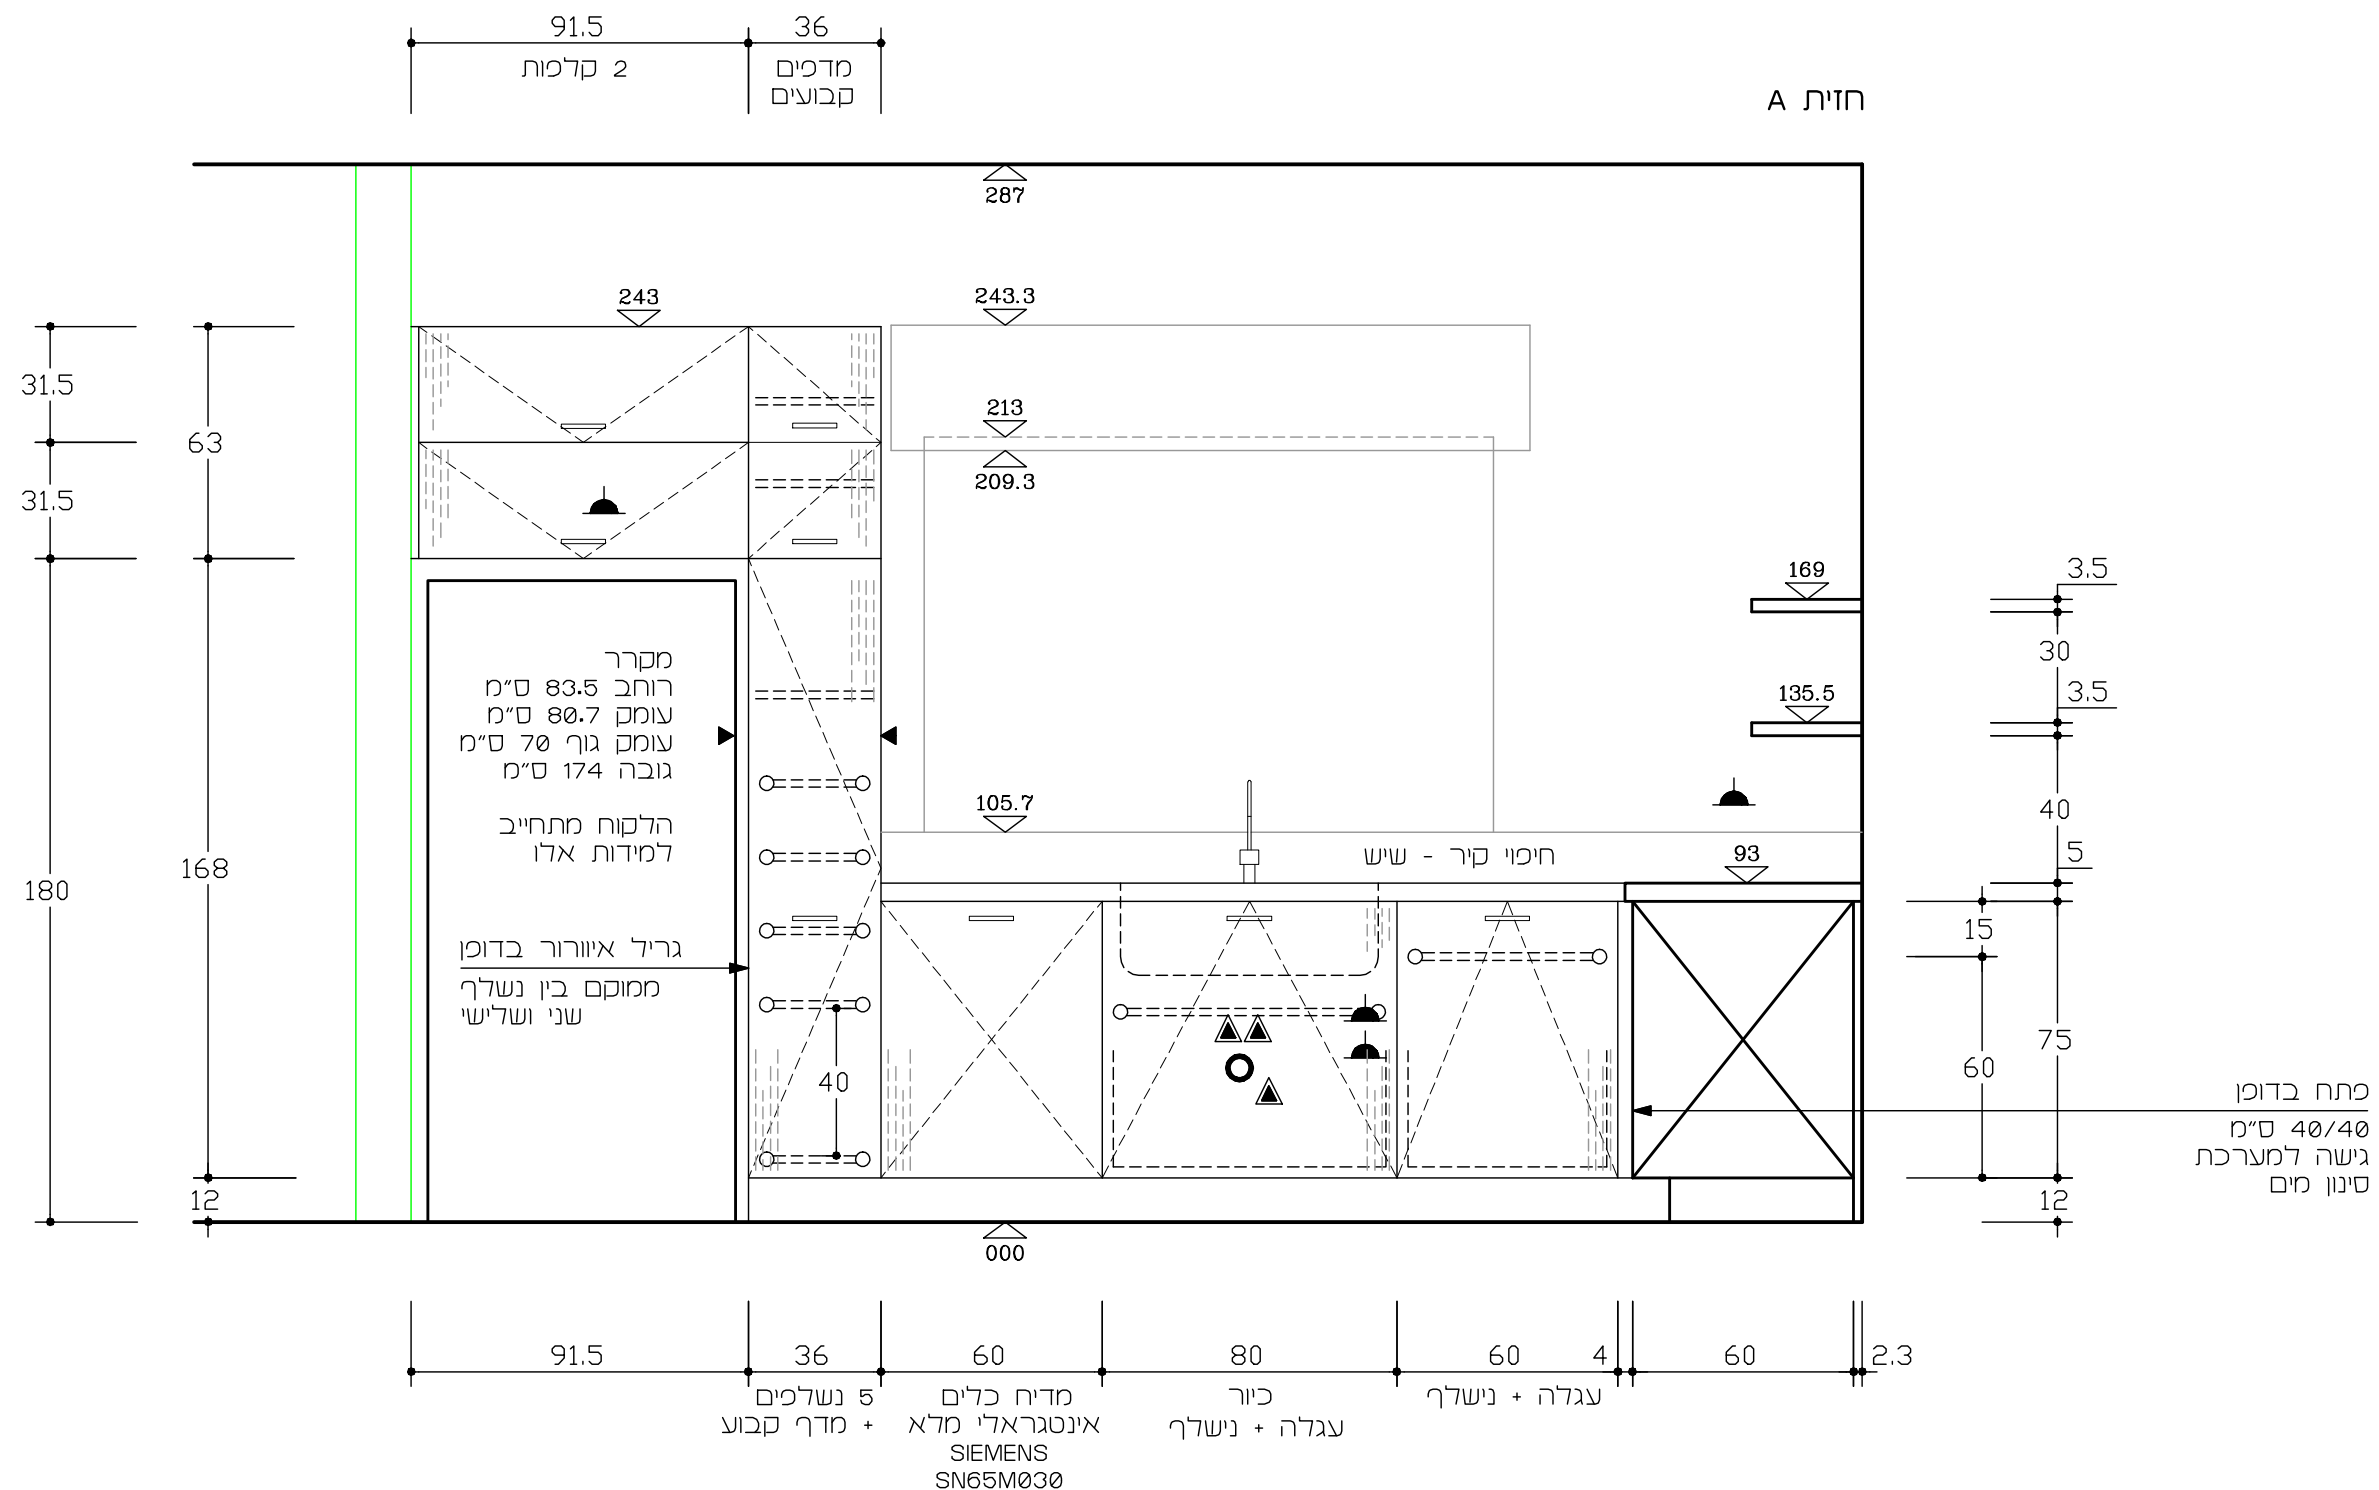 91.5
36
2 קלפות
מדפים
קבועים
חזית A
287
243
243.3
213
209.3
31.5
31.5
63
180
168
12
169
135.5
105.7
93
3.5
30
3.5
40
5
15
60
75
12
מקרר
רוחב 83.5 ס"מ
עומק 80.7 ס"מ
עומק גוף 70 ס"מ
גובה 174 ס"מ
הלקוח מתחייב
למידות אלו
חיפוי קיר - שיש
גריל איוורור בדופן
ממוקם בין נשלף
שני ושלישי
40
פתח בדופן
40/40 ס"מ
גישה למערכת
סינון מים
000
91.5
36
60
80
60
4
60
2.3
5 נשלפים
+ מדף קבוע
מדיח כלים
אינטגראלי מלא
SIEMENS
SN65M030
כיור
עגלה + נישלף
עגלה + נישלף